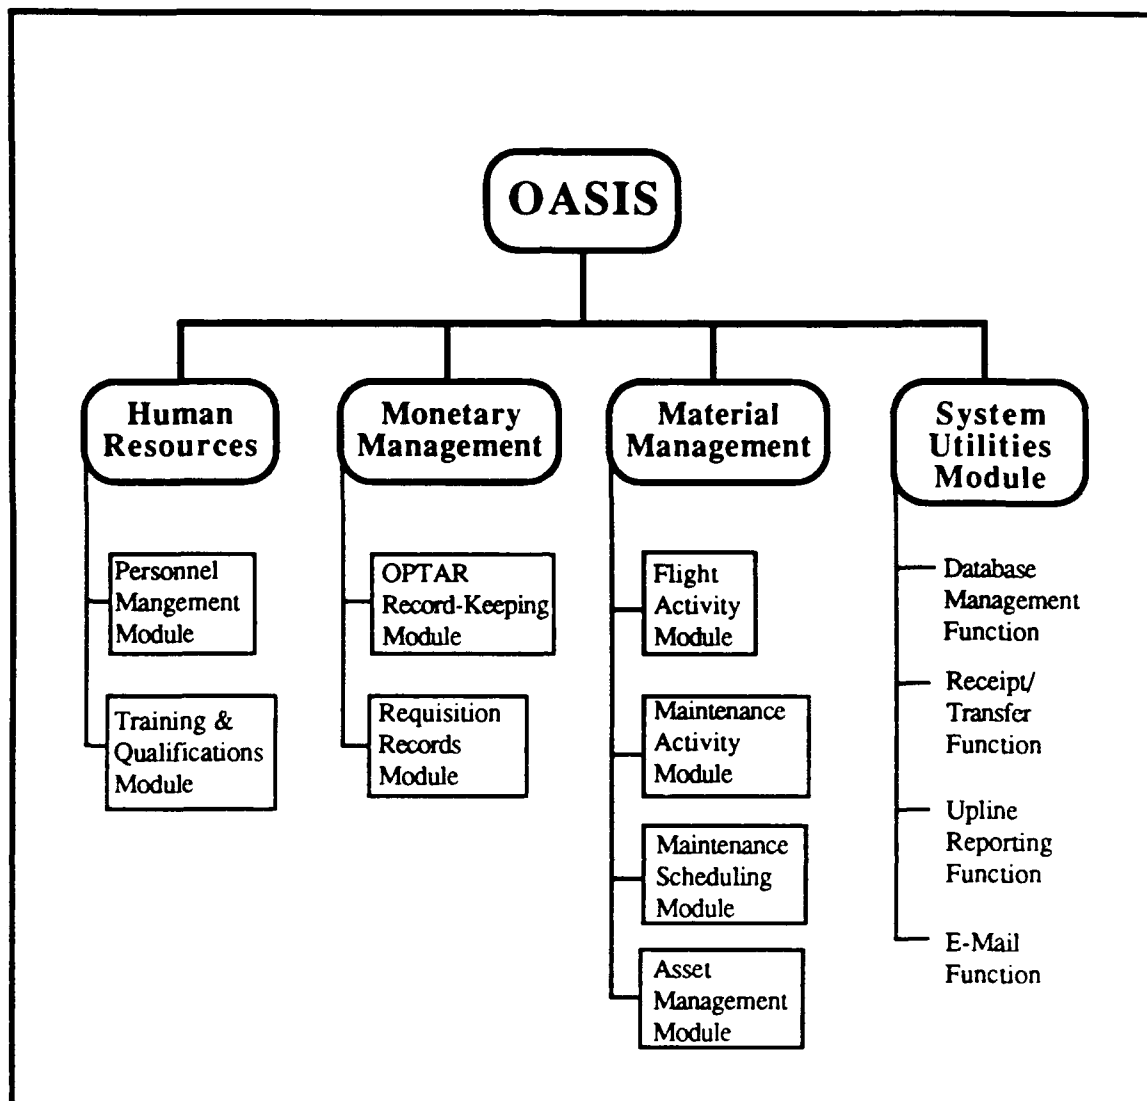 OASIS
Human
Resources
Monetary
Management
Material
Management
System
Utilities
Module
Personnel
Mangement
Module
Training &
Qualifications
Module
OPTAR
Record-Keeping
Module
Requisition
Records
Module
Flight
Activity
Module
Maintenance
Activity
Module
Maintenance
Scheduling
Module
Asset
Management
Module
Database
Management
Function
Receipt/
Transfer
Function
Upline
Reporting
Function
E-Mail
Function